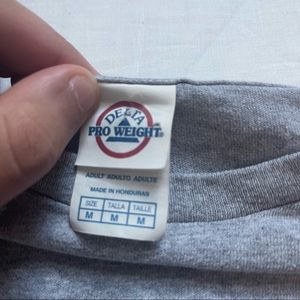 DELTA
PRO WEIGHT
ADULT ADULTO ADULTE
MADE IN HONDURAS
SIZE TALLA TAILLE
M M M